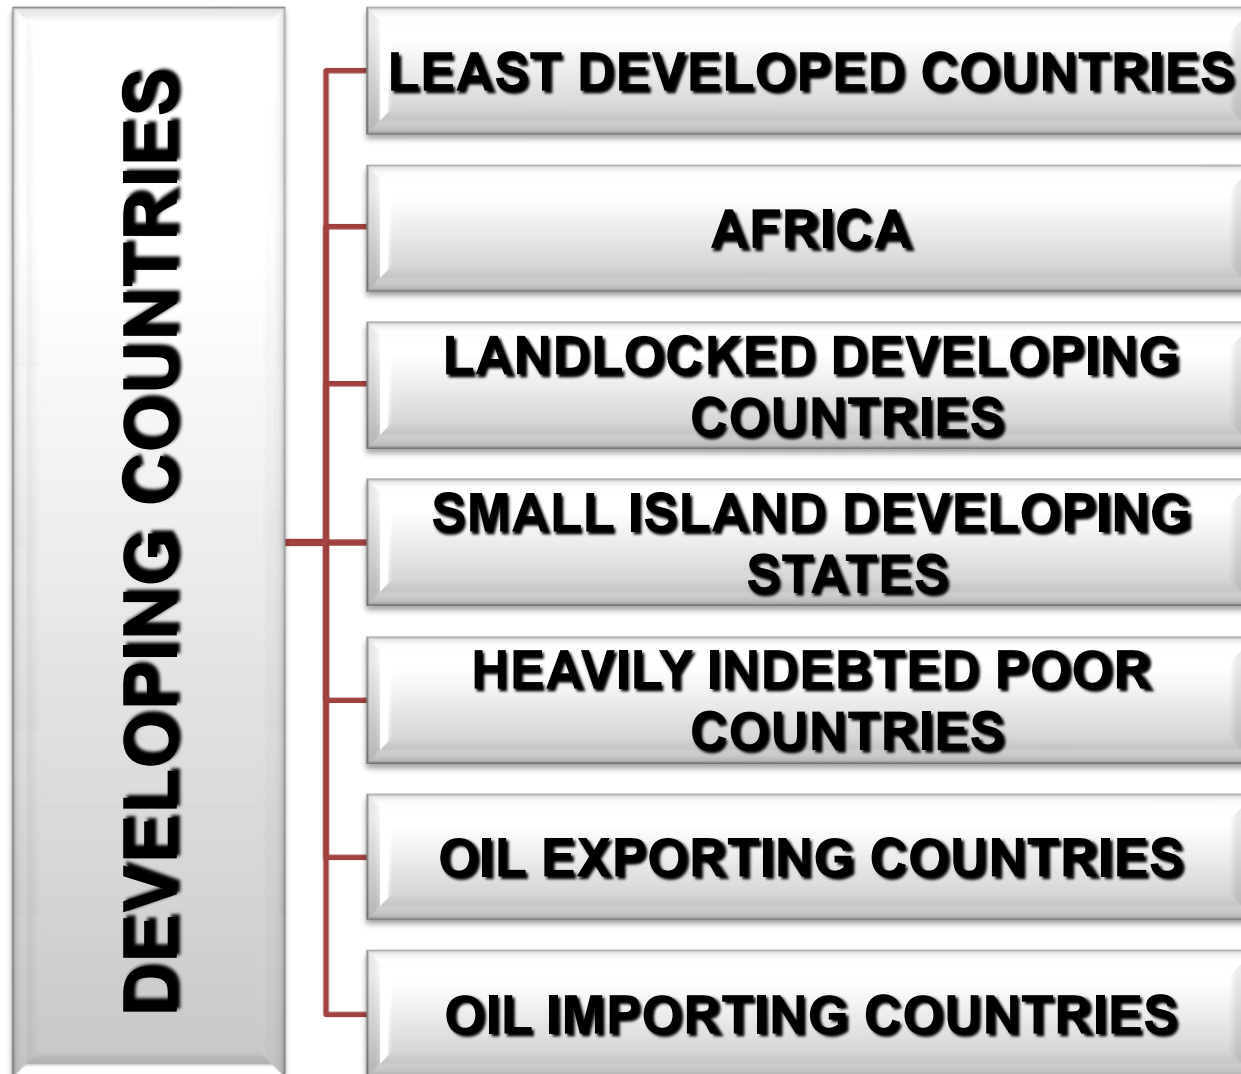 DEVELOPING COUNTRIES
LEAST DEVELOPED COUNTRIES
AFRICA
LANDLOCKED DEVELOPING
COUNTRIES
SMALL ISLAND DEVELOPING
STATES
HEAVILY INDEBTED POOR
COUNTRIES
OIL EXPORTING COUNTRIES
OIL IMPORTING COUNTRIES